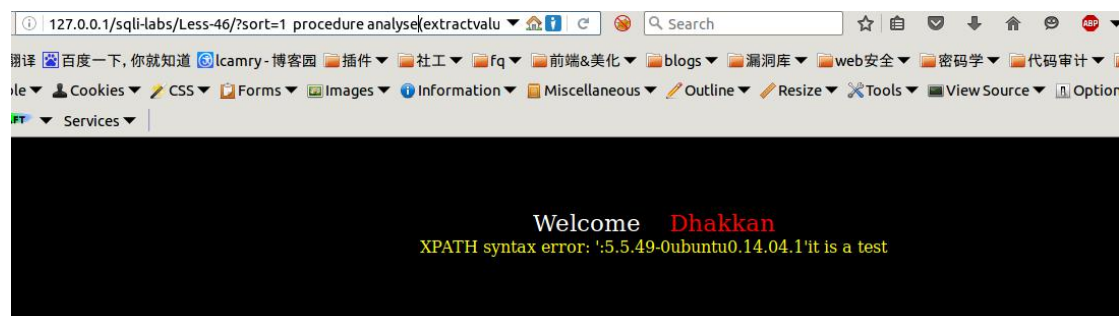 127.0.0.1/sqli-labs/Less-46/?sort=1 procedure analyse(extractvalu Search ABP
翻译 百度一下, 你就知道 lcamry - 博客园 插件 社工 fq 前端&美化 blogs 漏洞库 web安全 密码学 代码审计
Cookies CSS Forms Images Information Miscellaneous Outline Resize Tools View Source Option
Services
Welcome Dhakkan
XPATH syntax error: ':5.5.49-0ubuntu0.14.04.1'it is a test